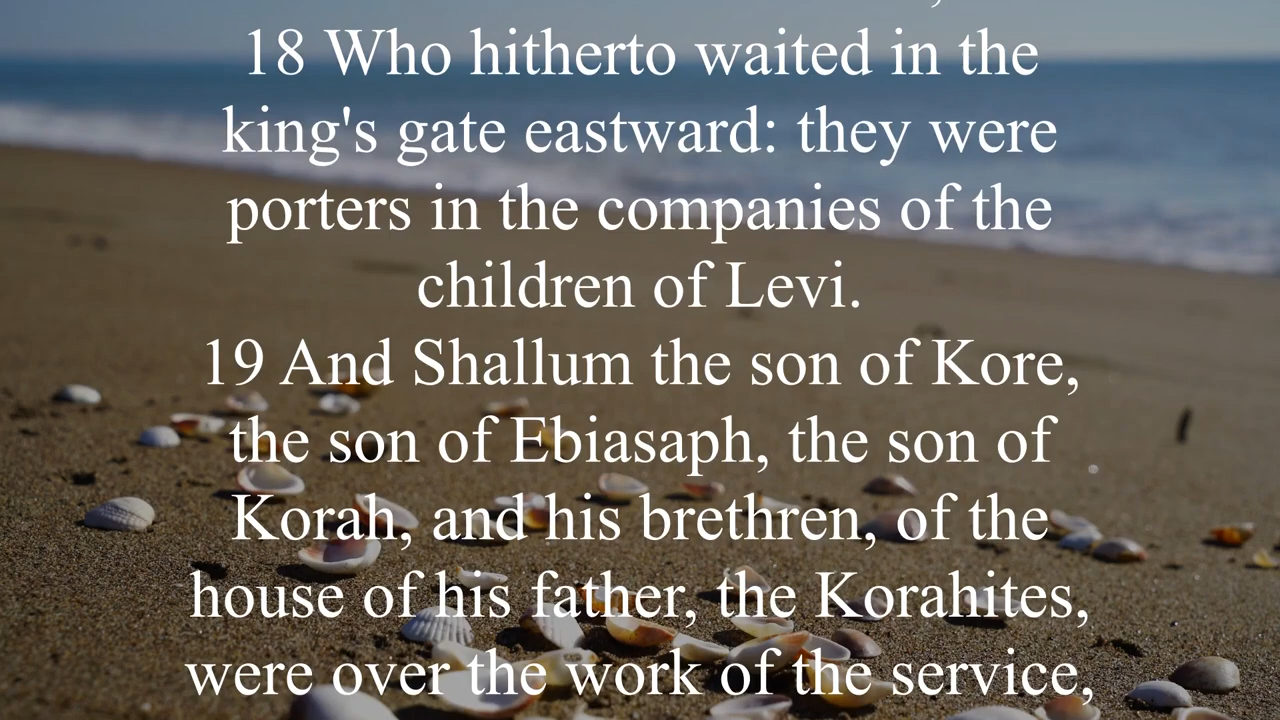 18 Who hitherto waited in the
king's gate eastward: they were
porters in the companies of the
children of Levi.
19 And Shallum the son of Kore,
the son of Ebiasaph, the son of
Korah, and his brethren, of the
house of his father, the Korahites,
were over the work of the service,